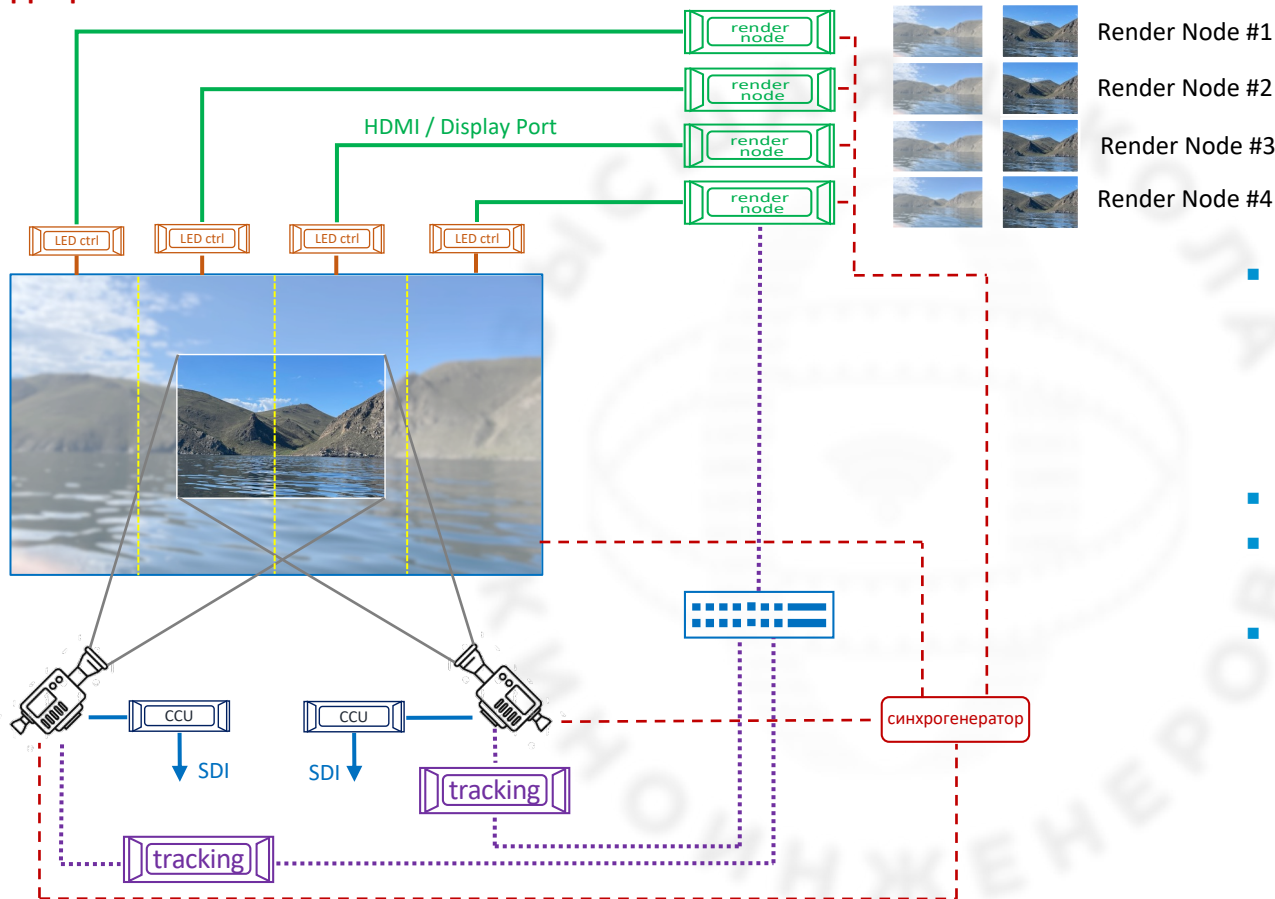 render
node
Render Node #1
render
node
Render Node #2
HDMI / Display Port
render
node
Render Node #3
render
node
Render Node #4
LED ctrl
LED ctrl
LED ctrl
LED ctrl
CCU
CCU
синхрогенератор
SDI
SDI
tracking
tracking